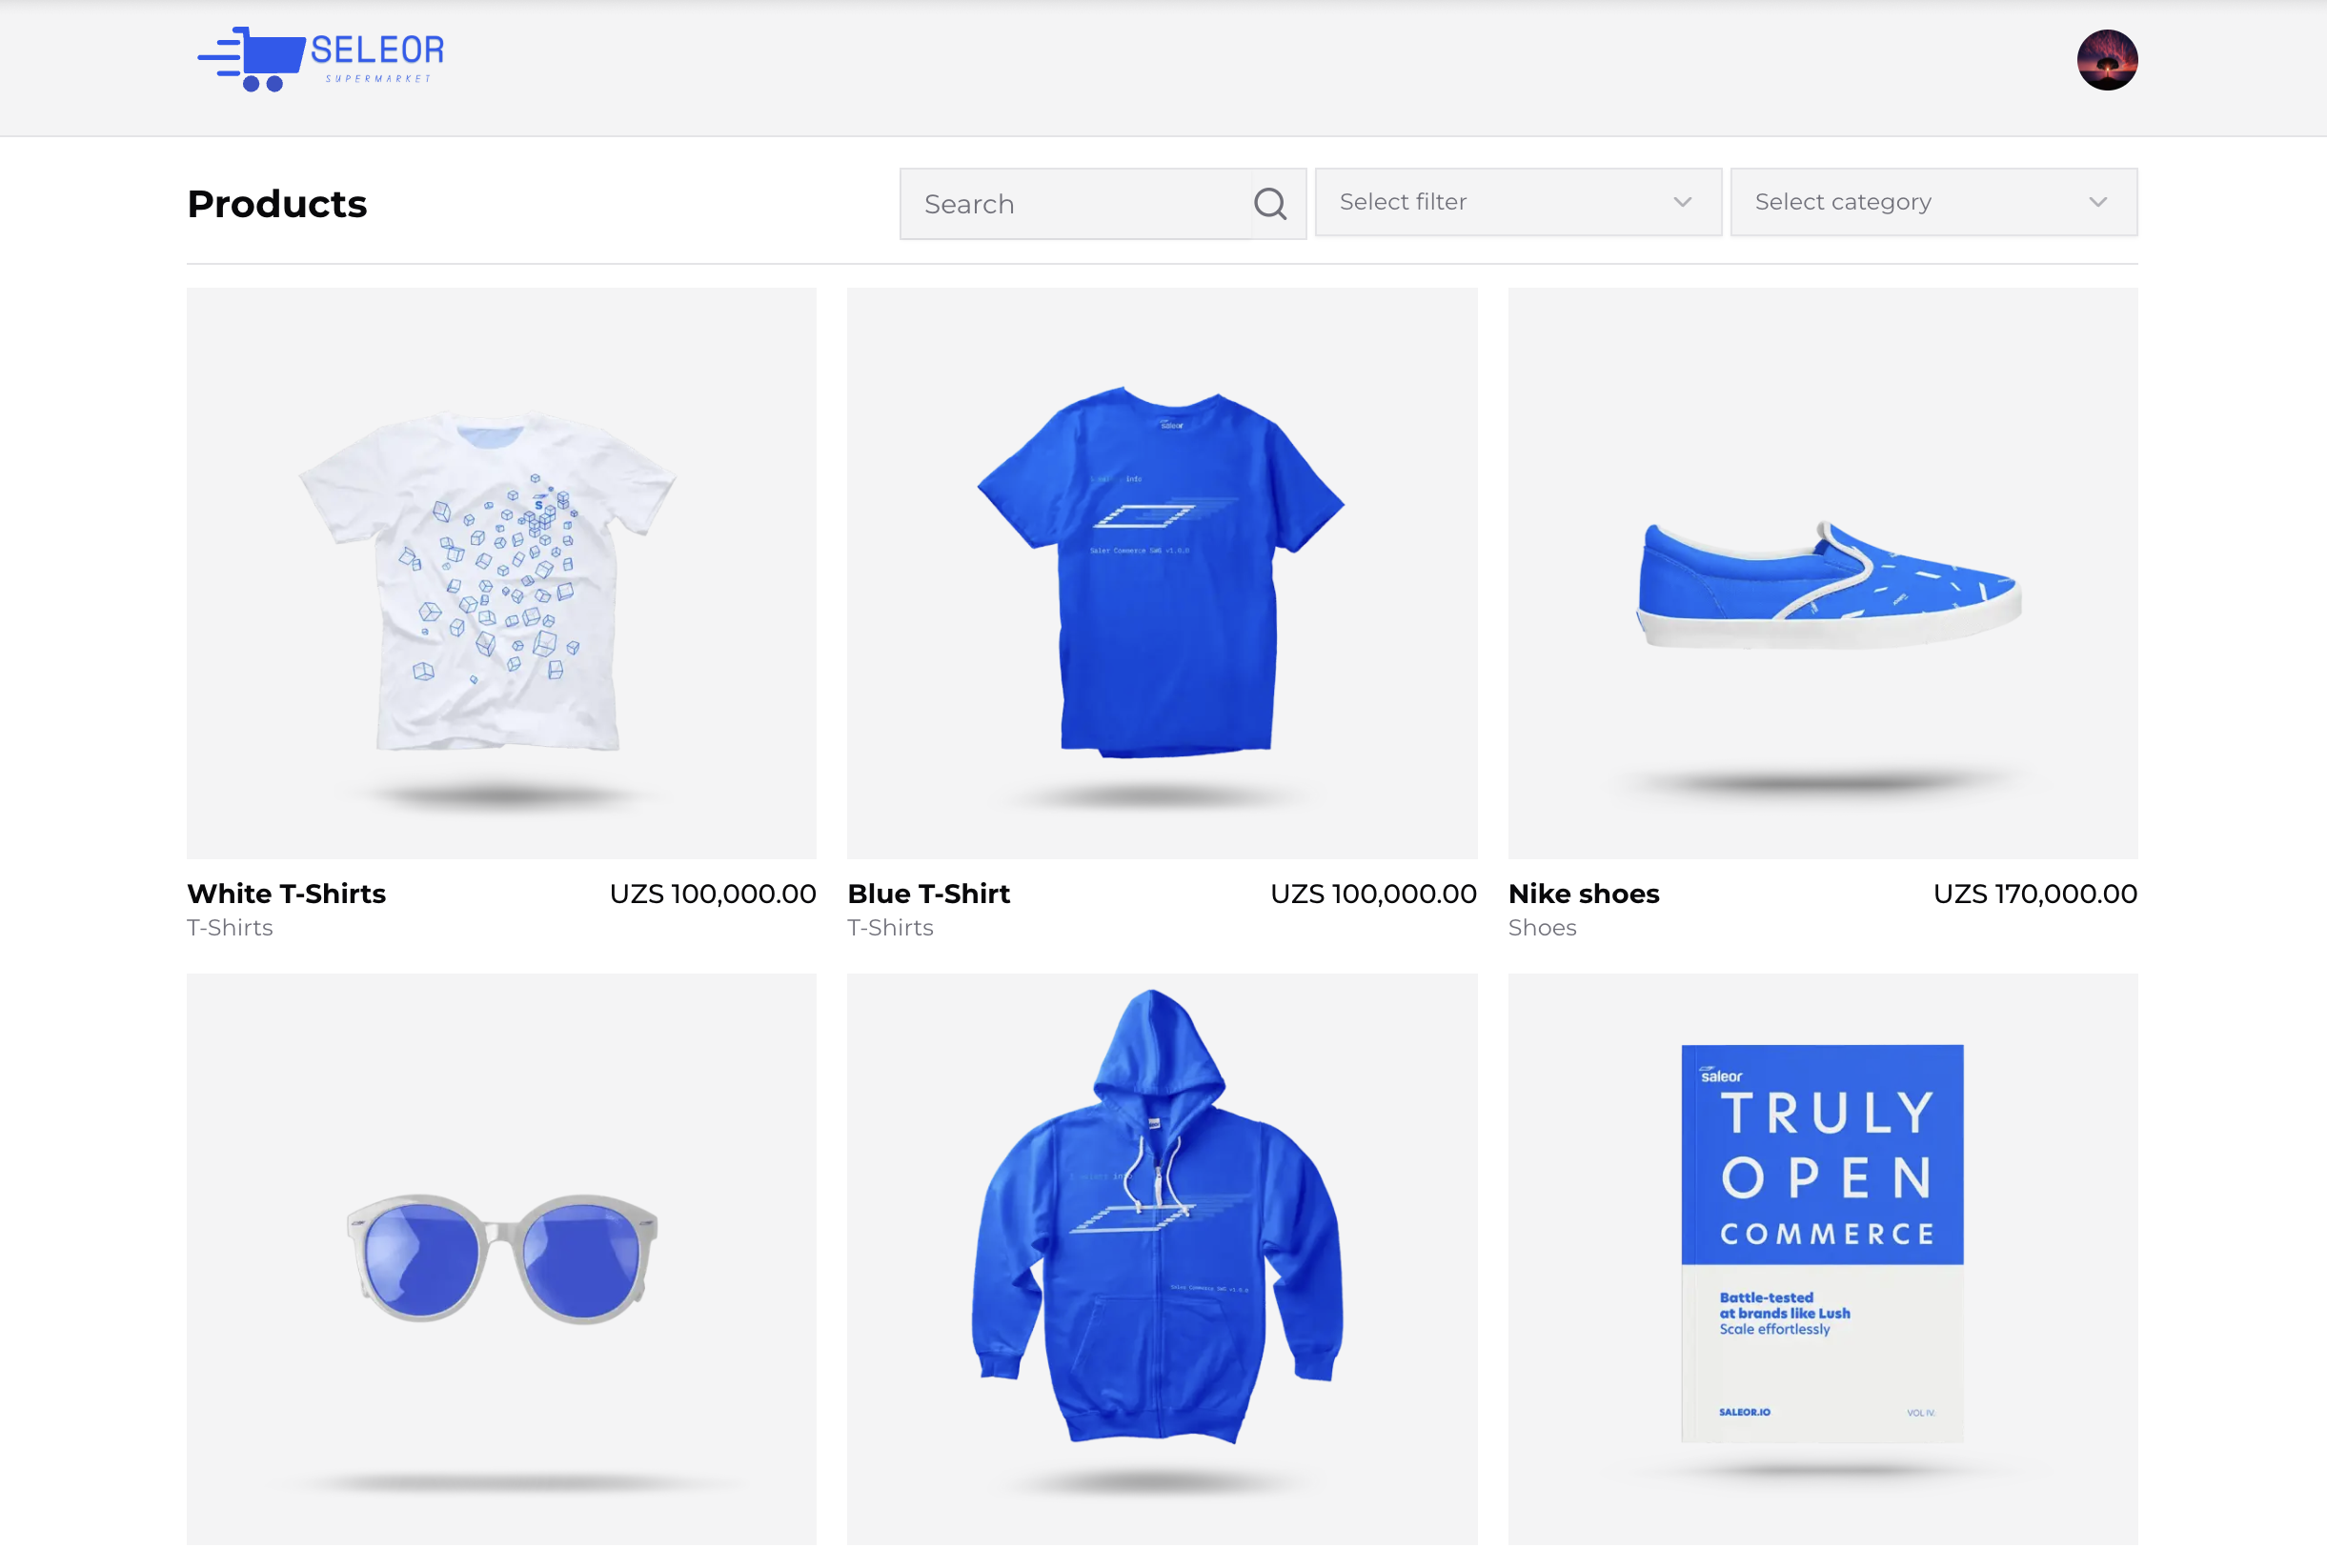 SELEOR
SUPERMARKET
Products
Search
Select filter
Select category
S
saleor
info
Saler Commerce SWG v1.0.0
White T-Shirts
UZS 100,000.00
T-Shirts
Blue T-Shirt
UZS 100,000.00
T-Shirts
Nike shoes
UZS 170,000.00
Shoes
saleor
TRULY
OPEN
COMMERCE
Battle-tested
at brands like Lush
Scale effortlessly
SALEOR.IO
VOL IV.